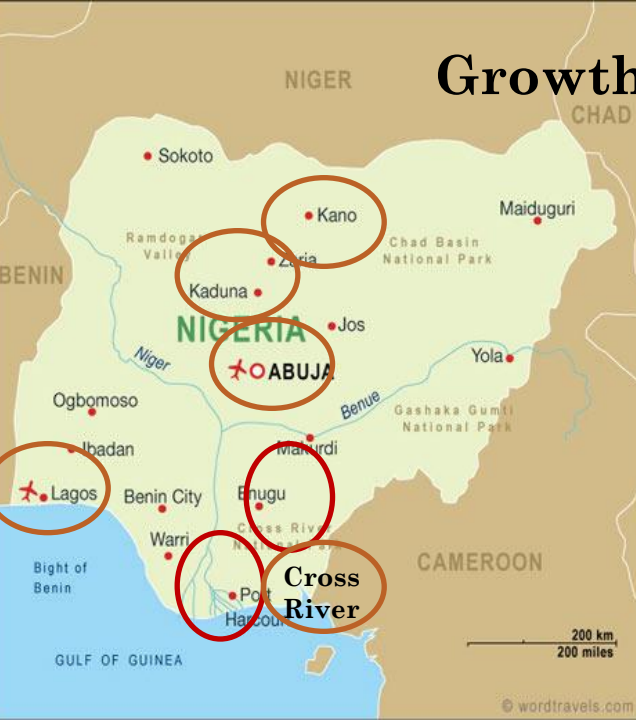 Growth
NIGER
CHAD
Sokoto
Kano
Maiduguri
Ramdogan
Valley
Chad Basin
National Park
Zaria
BENIN
Kaduna
NIGERIA
Jos
Niger
Yola
ABUJA
Benue
Ogbomoso
Gashaka Gumti
National Park
Ibadan
Makurdi
Lagos
Benin City
Enugu
Cross River
National Park
Warri
CAMEROON
Bight of
Benin
Cross
River
Port
Harcour
200 km
200 miles
GULF OF GUINEA
© wordtravels.com